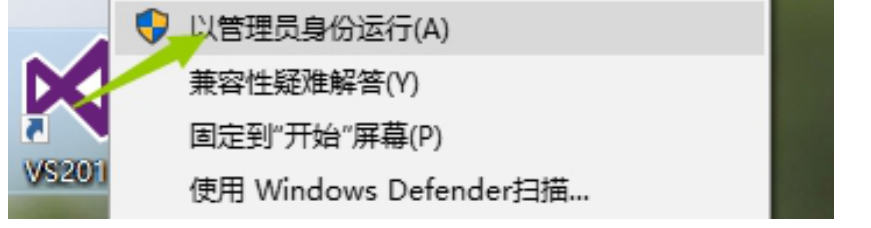 以管理员身份运行(A)
兼容性疑难解答(Y)
固定到"开始"屏幕(P)
VS201
使用 Windows Defender扫描...